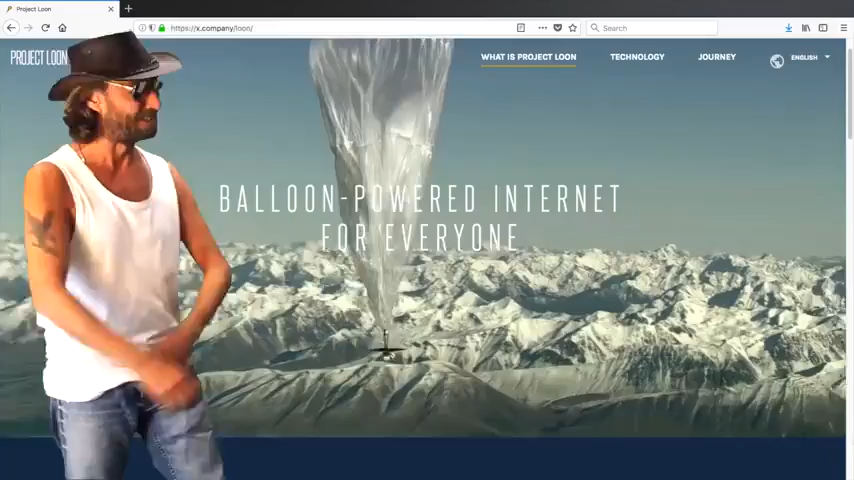 Project Loon
https://x.company/loon/
Search
PROJECT LOON
WHAT IS PROJECT LOON
TECHNOLOGY
JOURNEY
ENGLISH
BALLOON-POWERED INTERNET
FOR EVERYONE